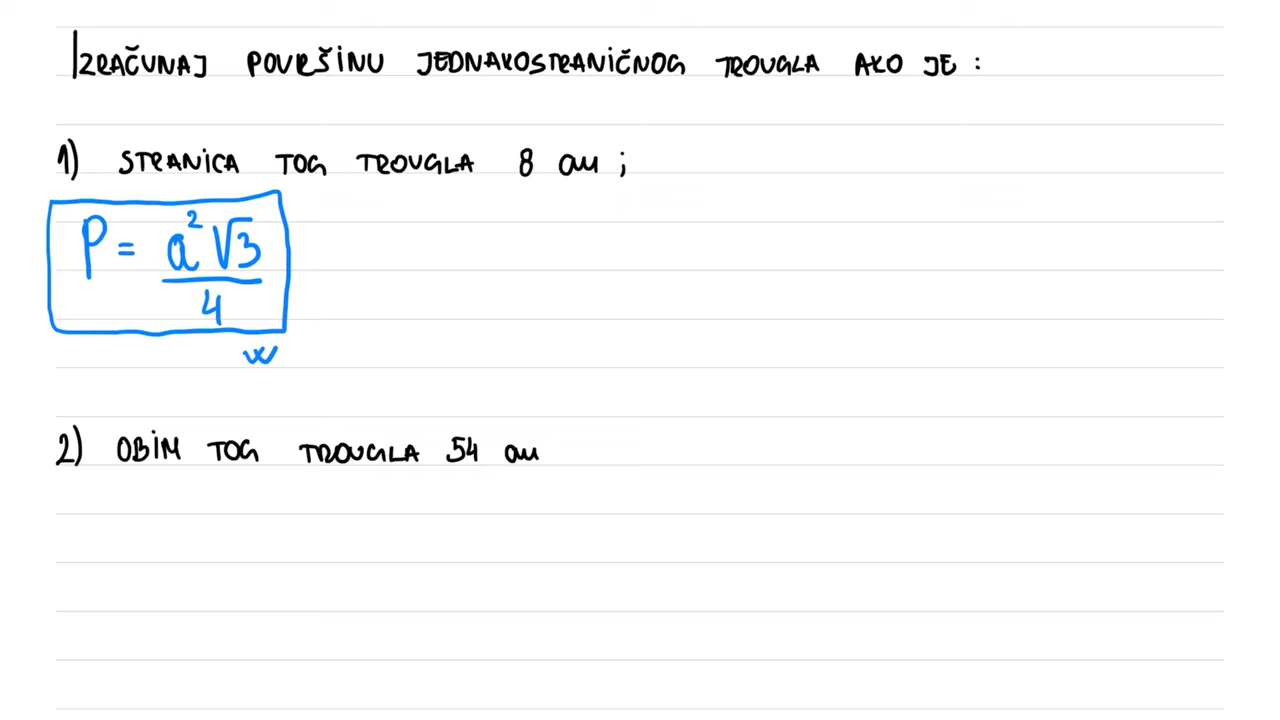 IZRAČUNAJ POVRŠINU JEDNAKOSTRANIČNOG TROUGLA AKO JE :
1) STRANICA TOG TROUGLA 8 cm ;
P = a²√3 / 4
2) OBIM TOG TROUGLA 54 cm